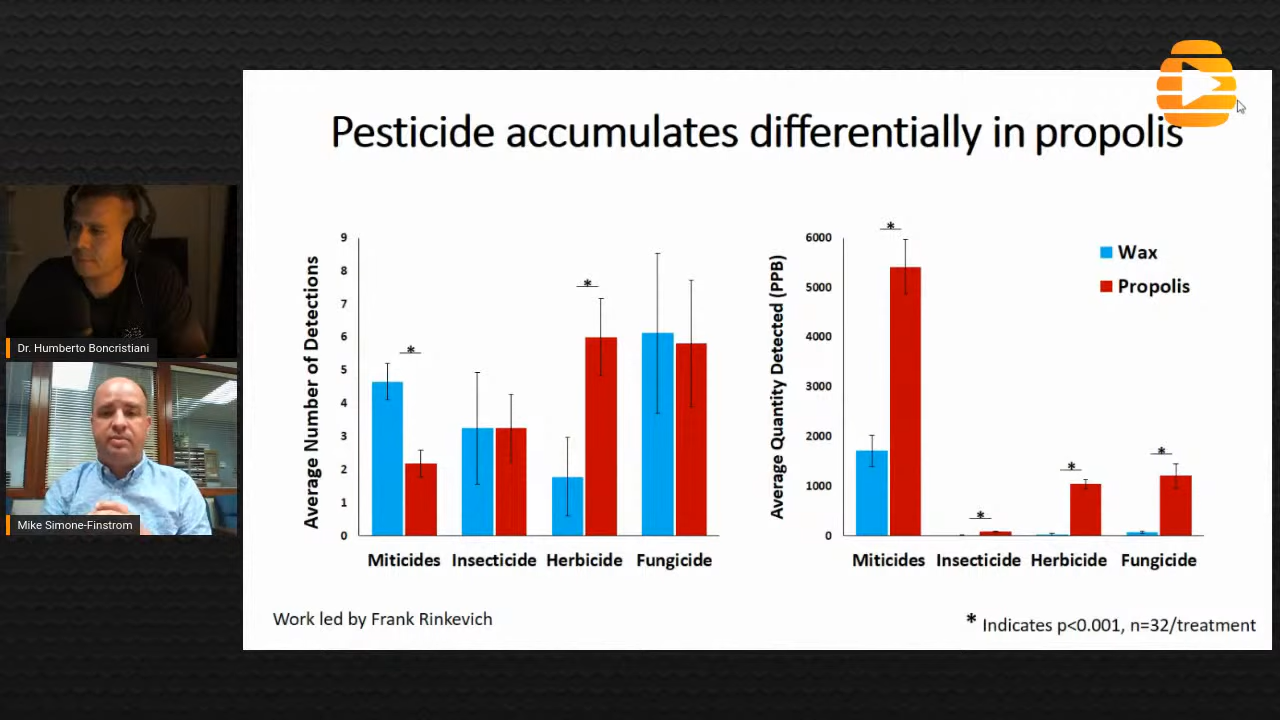 Pesticide accumulates differentially in propolis
Average Number of Detections
9
8
7
6
5
4
3
2
1
0
*
*
Miticides Insecticide Herbicide Fungicide
Average Quantity Detected (PPB)
6000
5000
4000
3000
2000
1000
0
*
*
*
*
Miticides Insecticide Herbicide Fungicide
Wax
Propolis
Dr. Humberto Boncristiani
Mike Simone-Finstrom
Work led by Frank Rinkevich
* Indicates p<0.001, n=32/treatment